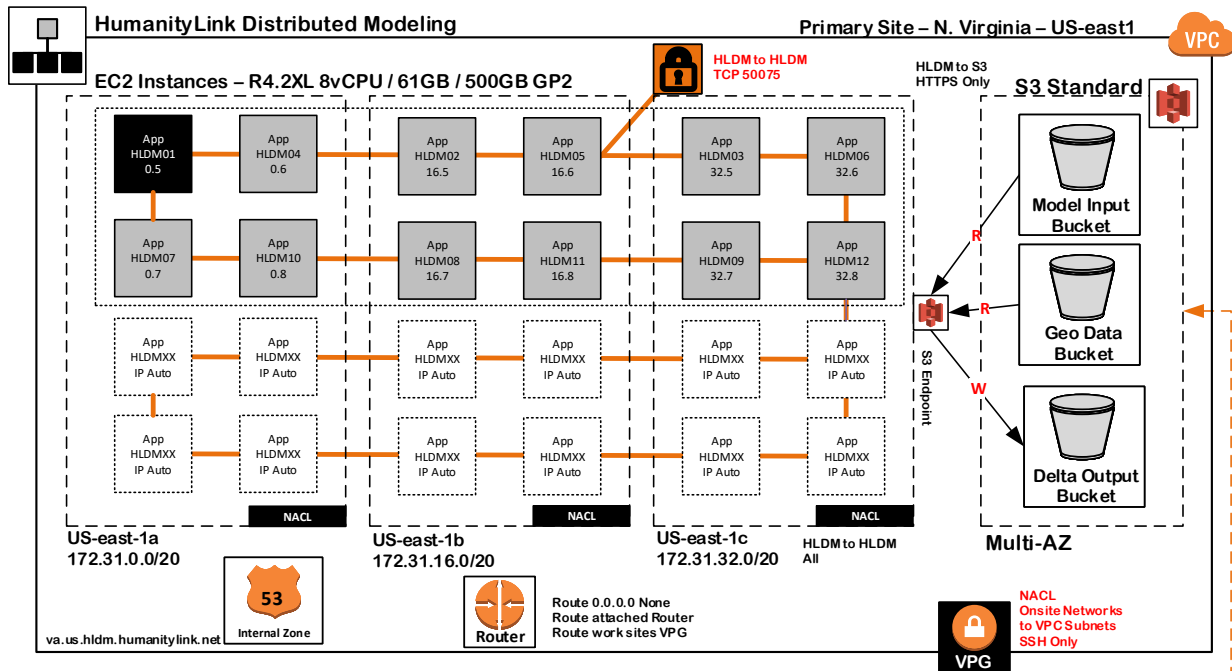 HumanityLink Distributed Modeling
Primary Site – N. Virginia – US-east1
VPC
EC2 Instances – R4.2XL 8vCPU / 61GB / 500GB GP2
HLDM to HLDM
TCP 50075
HLDM to S3
HTTPS Only
S3 Standard
App
HLDM01
0.5
App
HLDM04
0.6
App
HLDM02
16.5
App
HLDM05
16.6
App
HLDM03
32.5
App
HLDM06
32.6
App
HLDM07
0.7
App
HLDM10
0.8
App
HLDM08
16.7
App
HLDM11
16.8
App
HLDM09
32.7
App
HLDM12
32.8
App
HLDMXX
IP Auto
App
HLDMXX
IP Auto
App
HLDMXX
IP Auto
App
HLDMXX
IP Auto
App
HLDMXX
IP Auto
App
HLDMXX
IP Auto
App
HLDMXX
IP Auto
App
HLDMXX
IP Auto
App
HLDMXX
IP Auto
App
HLDMXX
IP Auto
App
HLDMXX
IP Auto
App
HLDMXX
IP Auto
NACL
NACL
NACL
US-east-1a
172.31.0.0/20
US-east-1b
172.31.16.0/20
US-east-1c
172.31.32.0/20
HLDM to HLDM
All
S3 Endpoint
R
R
W
Model Input
Bucket
Geo Data
Bucket
Delta Output
Bucket
Multi-AZ
53
Internal Zone
va.us.hldm.humanitylink.net
Router
Route 0.0.0.0 None
Route attached Router
Route work sites VPG
VPG
NACL
Onsite Networks
to VPC Subnets
SSH Only